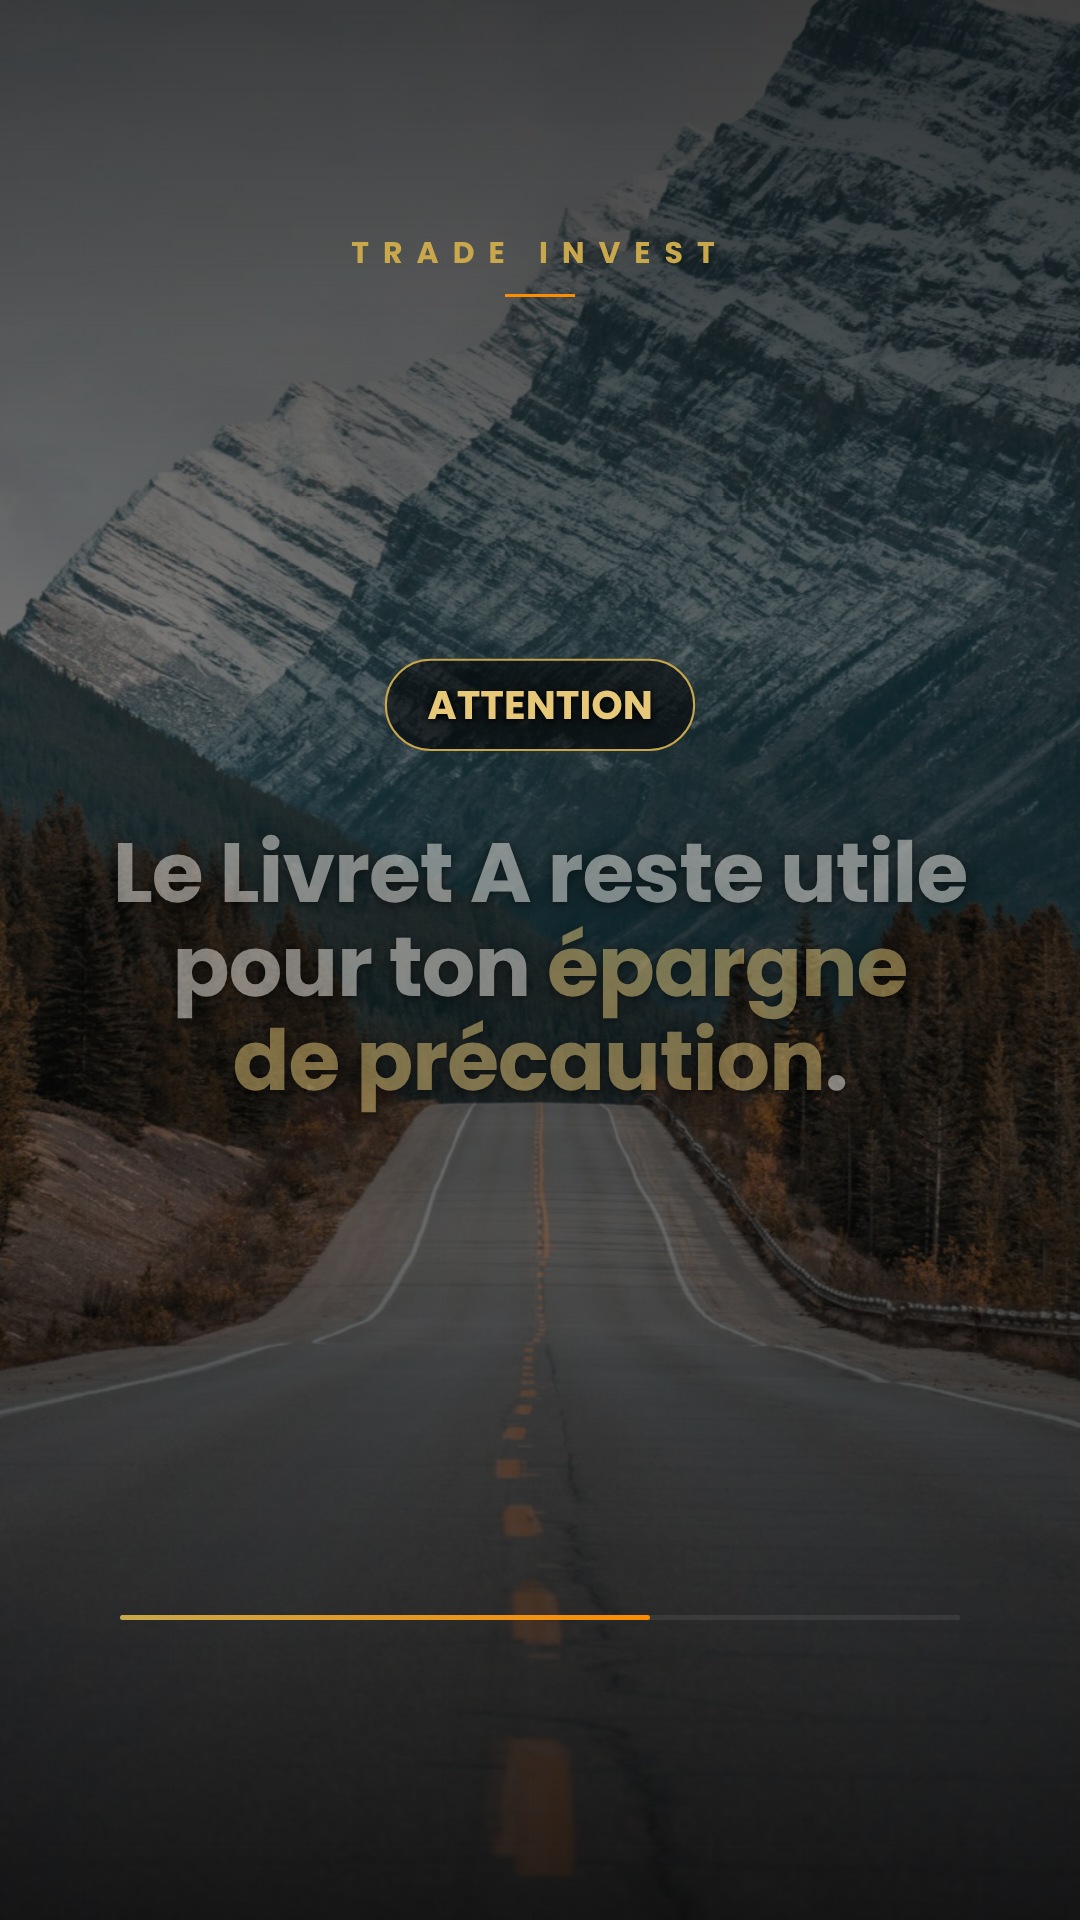 TRADE INVEST
ATTENTION
Le Livret A reste utile
pour ton épargne
de précaution.